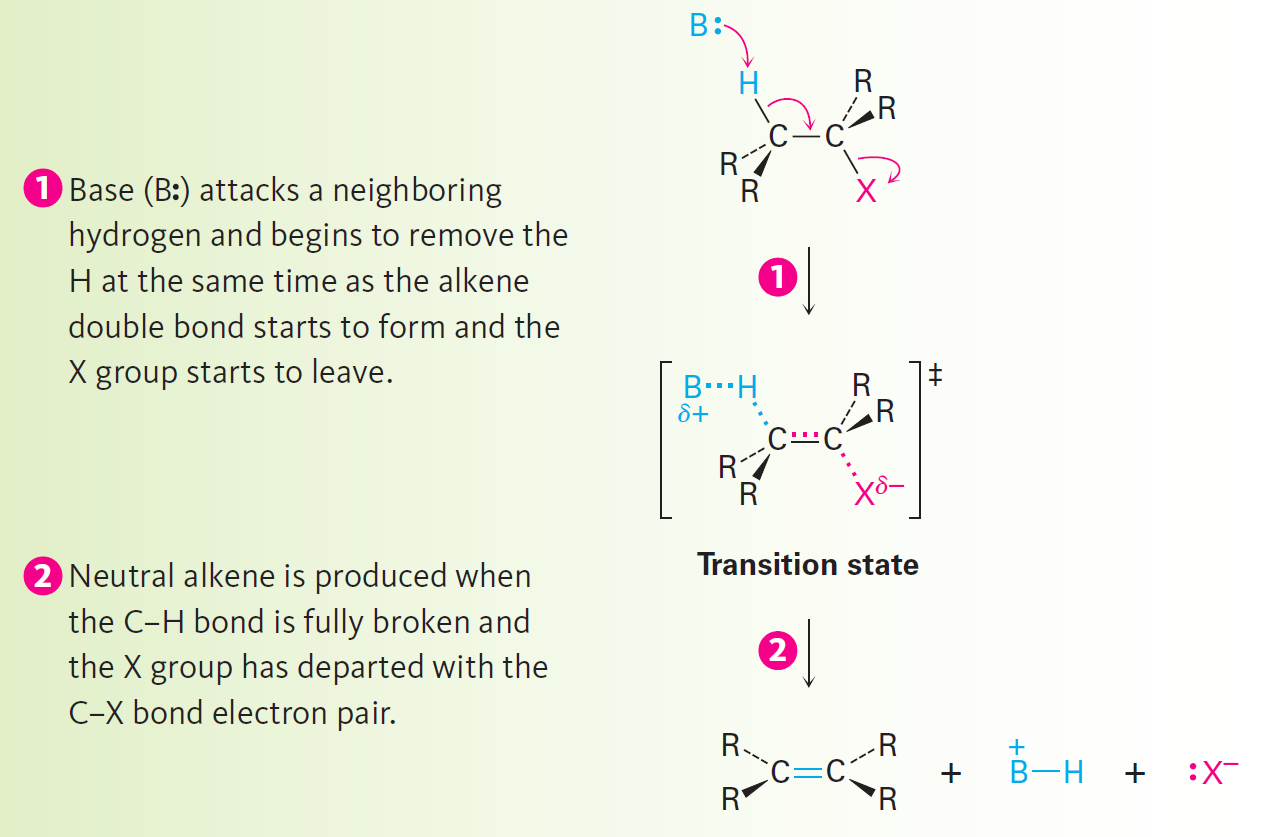 B:
H
R
R
C
C
R
R
X
1 Base (B:) attacks a neighboring
hydrogen and begins to remove the
H at the same time as the alkene
double bond starts to form and the
X group starts to leave.
1
B H
δ+
R
R
C C
R
R
Xδ−
‡
Transition state
2 Neutral alkene is produced when
the C–H bond is fully broken and
the X group has departed with the
C–X bond electron pair.
2
R
R
C=C
R
R
+
+
B—H
+
:X−